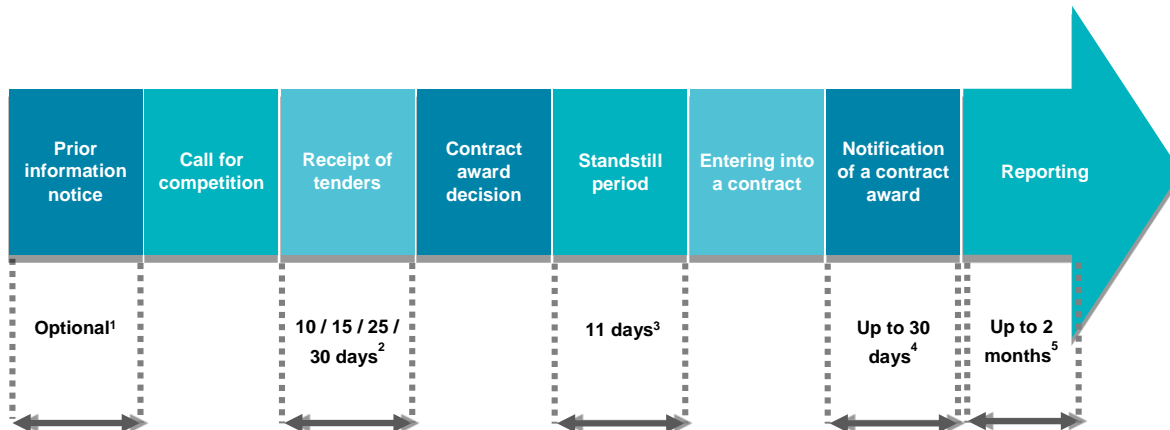 Prior
information
notice
Call for
competition
Receipt of
tenders
Contract
award
decision
Standstill
period
Entering into
a contract
Notification
of a contract
award
Reporting
Optional¹
10 / 15 / 25 /
30 days²
11 days³
Up to 30
days⁴
Up to 2
months⁵